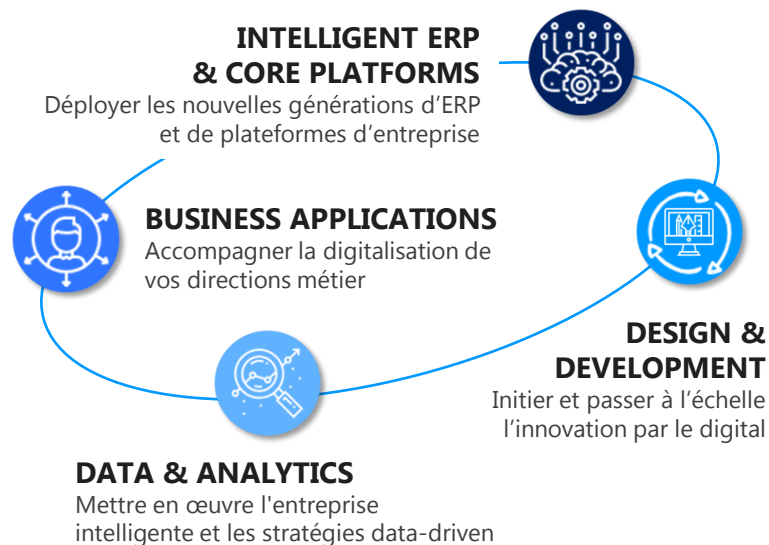 INTELLIGENT ERP
& CORE PLATFORMS
Déployer les nouvelles générations d’ERP
et de plateformes d’entreprise
BUSINESS APPLICATIONS
Accompagner la digitalisation de
vos directions métier
DESIGN &
DEVELOPMENT
Initier et passer à l’échelle
l’innovation par le digital
DATA & ANALYTICS
Mettre en œuvre l'entreprise
intelligente et les stratégies data-driven